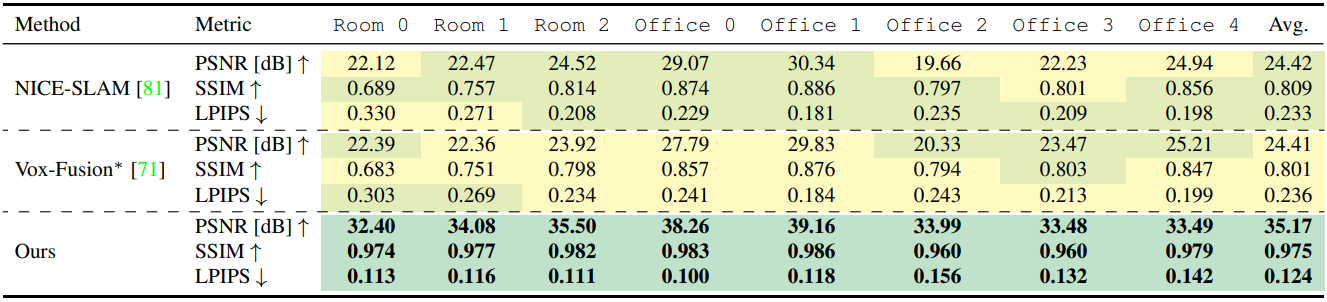 Method Metric Room 0 Room 1 Room 2 Office 0 Office 1 Office 2 Office 3 Office 4 Avg.
PSNR [dB] ↑ 22.12 22.47 24.52 29.07 30.34 19.66 22.23 24.94 24.42
NICE-SLAM [81] SSIM ↑ 0.689 0.757 0.814 0.874 0.886 0.797 0.801 0.856 0.809
LPIPS ↓ 0.330 0.271 0.208 0.229 0.181 0.235 0.209 0.198 0.233
PSNR [dB] ↑ 22.39 22.36 23.92 27.79 29.83 20.33 23.47 25.21 24.41
Vox-Fusion* [71] SSIM ↑ 0.683 0.751 0.798 0.857 0.876 0.794 0.803 0.847 0.801
LPIPS ↓ 0.303 0.269 0.234 0.241 0.184 0.243 0.213 0.199 0.236
PSNR [dB] ↑ 32.40 34.08 35.50 38.26 39.16 33.99 33.48 33.49 35.17
Ours SSIM ↑ 0.974 0.977 0.982 0.983 0.986 0.960 0.960 0.979 0.975
LPIPS ↓ 0.113 0.116 0.111 0.100 0.118 0.156 0.132 0.142 0.124